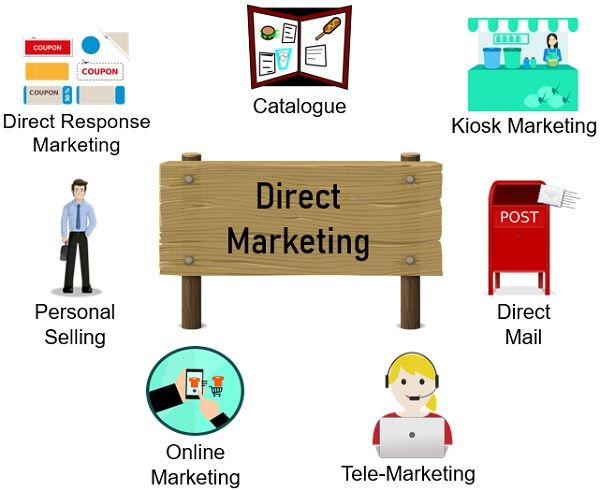 COUPON
COUPON
COUPON
50 %
Direct Response
Marketing
Catalogue
Kiosk Marketing
Direct
Marketing
Personal
Selling
POST
Direct
Mail
Online
Marketing
Tele-Marketing